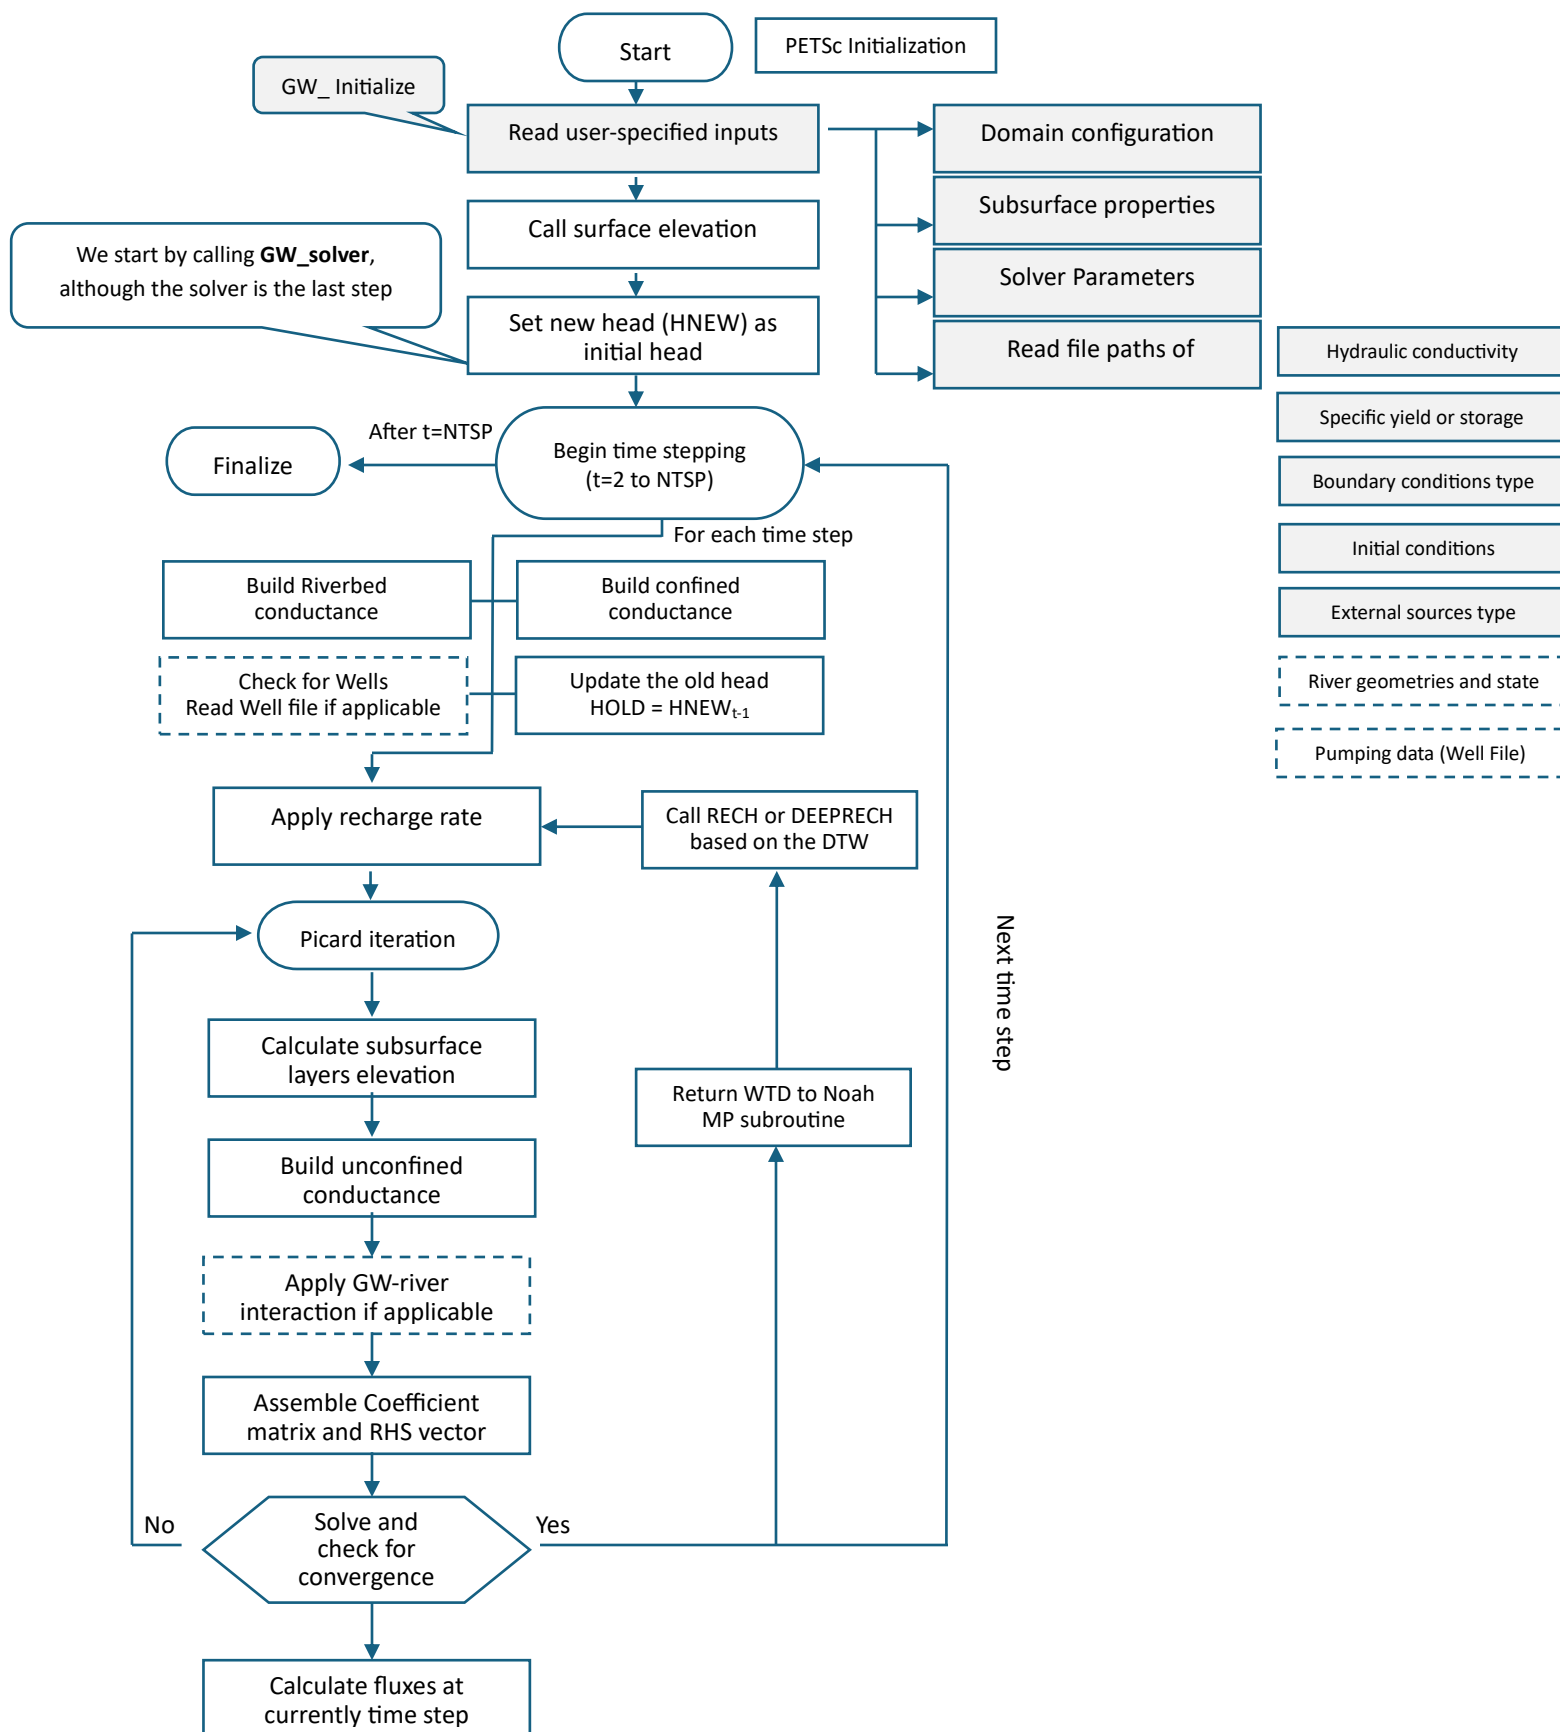 Start
PETSc Initialization
GW_ Initialize
Read user-specified inputs
Domain configuration
Subsurface properties
Call surface elevation
We start by calling GW_solver,
although the solver is the last step
Solver Parameters
Set new head (HNEW) as
initial head
Read file paths of
Hydraulic conductivity
Specific yield or storage
Boundary conditions type
Initial conditions
External sources type
River geometries and state
Pumping data (Well File)
After t=NTSP
Finalize
Begin time stepping
(t=2 to NTSP)
For each time step
Build Riverbed
conductance
Build confined
conductance
Check for Wells
Read Well file if applicable
Update the old head
HOLD = HNEWt-1
Apply recharge rate
Call RECH or DEEPRECH
based on the DTW
Picard iteration
Next time step
Calculate subsurface
layers elevation
Return WTD to Noah
MP subroutine
Build unconfined
conductance
Apply GW-river
interaction if applicable
Assemble Coefficient
matrix and RHS vector
No
Solve and
check for
convergence
Yes
Calculate fluxes at
currently time step